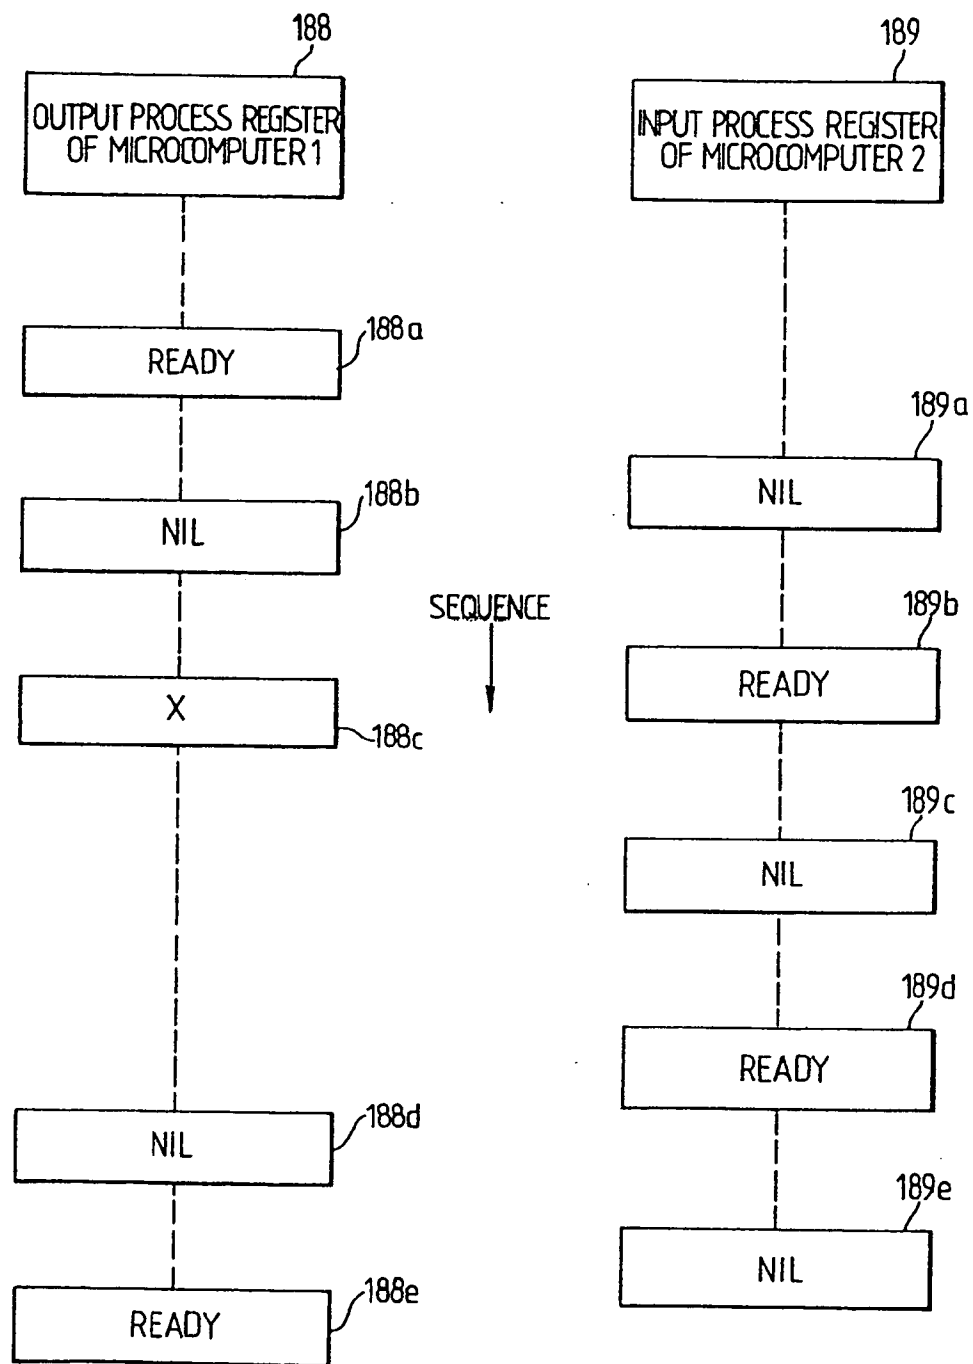 188
OUTPUT PROCESS REGISTER
OF MICROCOMPUTER 1
188a
READY
188b
NIL
X
188c
188d
NIL
188e
READY
SEQUENCE
189
INPUT PROCESS REGISTER
OF MICROCOMPUTER 2
189a
NIL
189b
READY
189c
NIL
189d
READY
189e
NIL